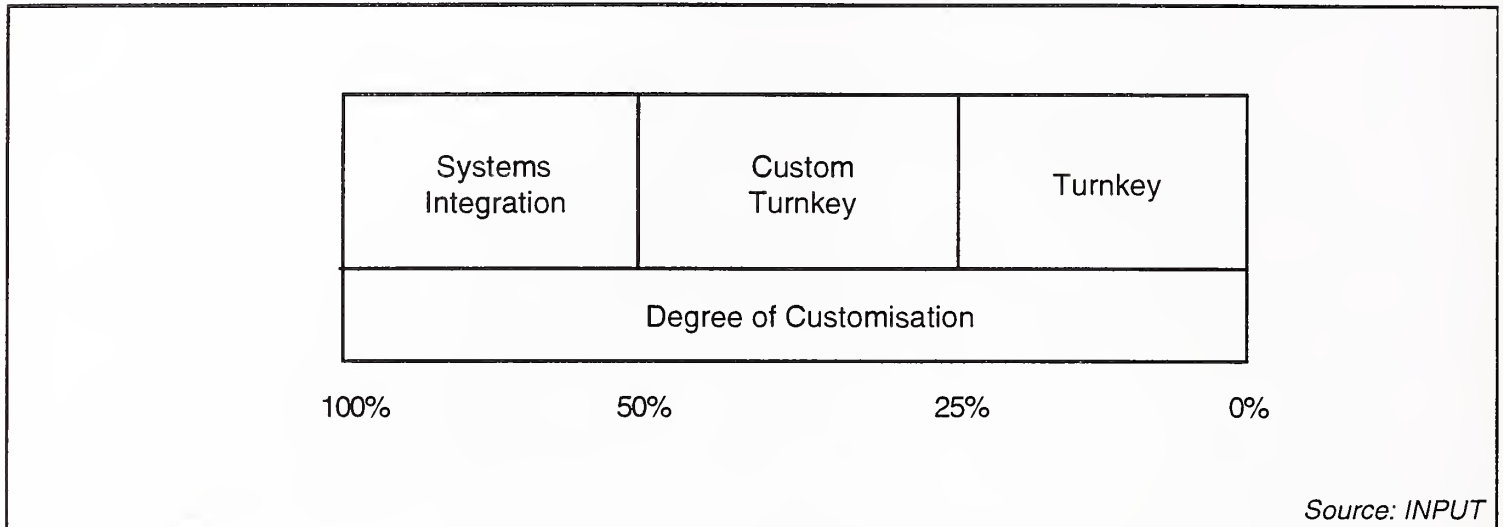 Systems
Integration
Custom
Turnkey
Turnkey
Degree of Customisation
100% 50% 25% 0%
Source: INPUT